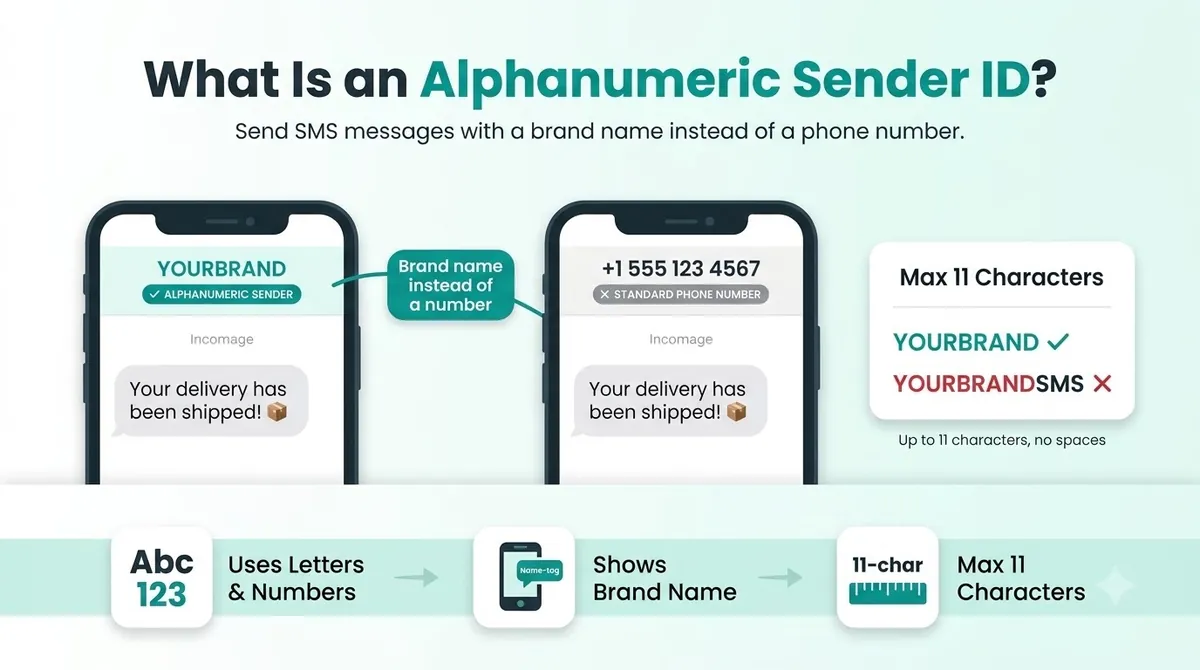 What Is an Alphanumeric Sender ID?
Send SMS messages with a brand name instead of a phone number.
YOURBRAND
✓ ALPHANUMERIC SENDER
Incomage
Your delivery has
been shipped! 📦
Brand name
instead of
a number
+1 555 123 4567
✕ STANDARD PHONE NUMBER
Incomage
Your delivery has
been shipped! 📦
Max 11 Characters
YOURBRAND ✓
YOURBRANDSMS ✕
Up to 11 characters, no spaces
Abc
123
Uses Letters
& Numbers
Name-tog
Shows
Brand Name
11-char
Max 11
Characters